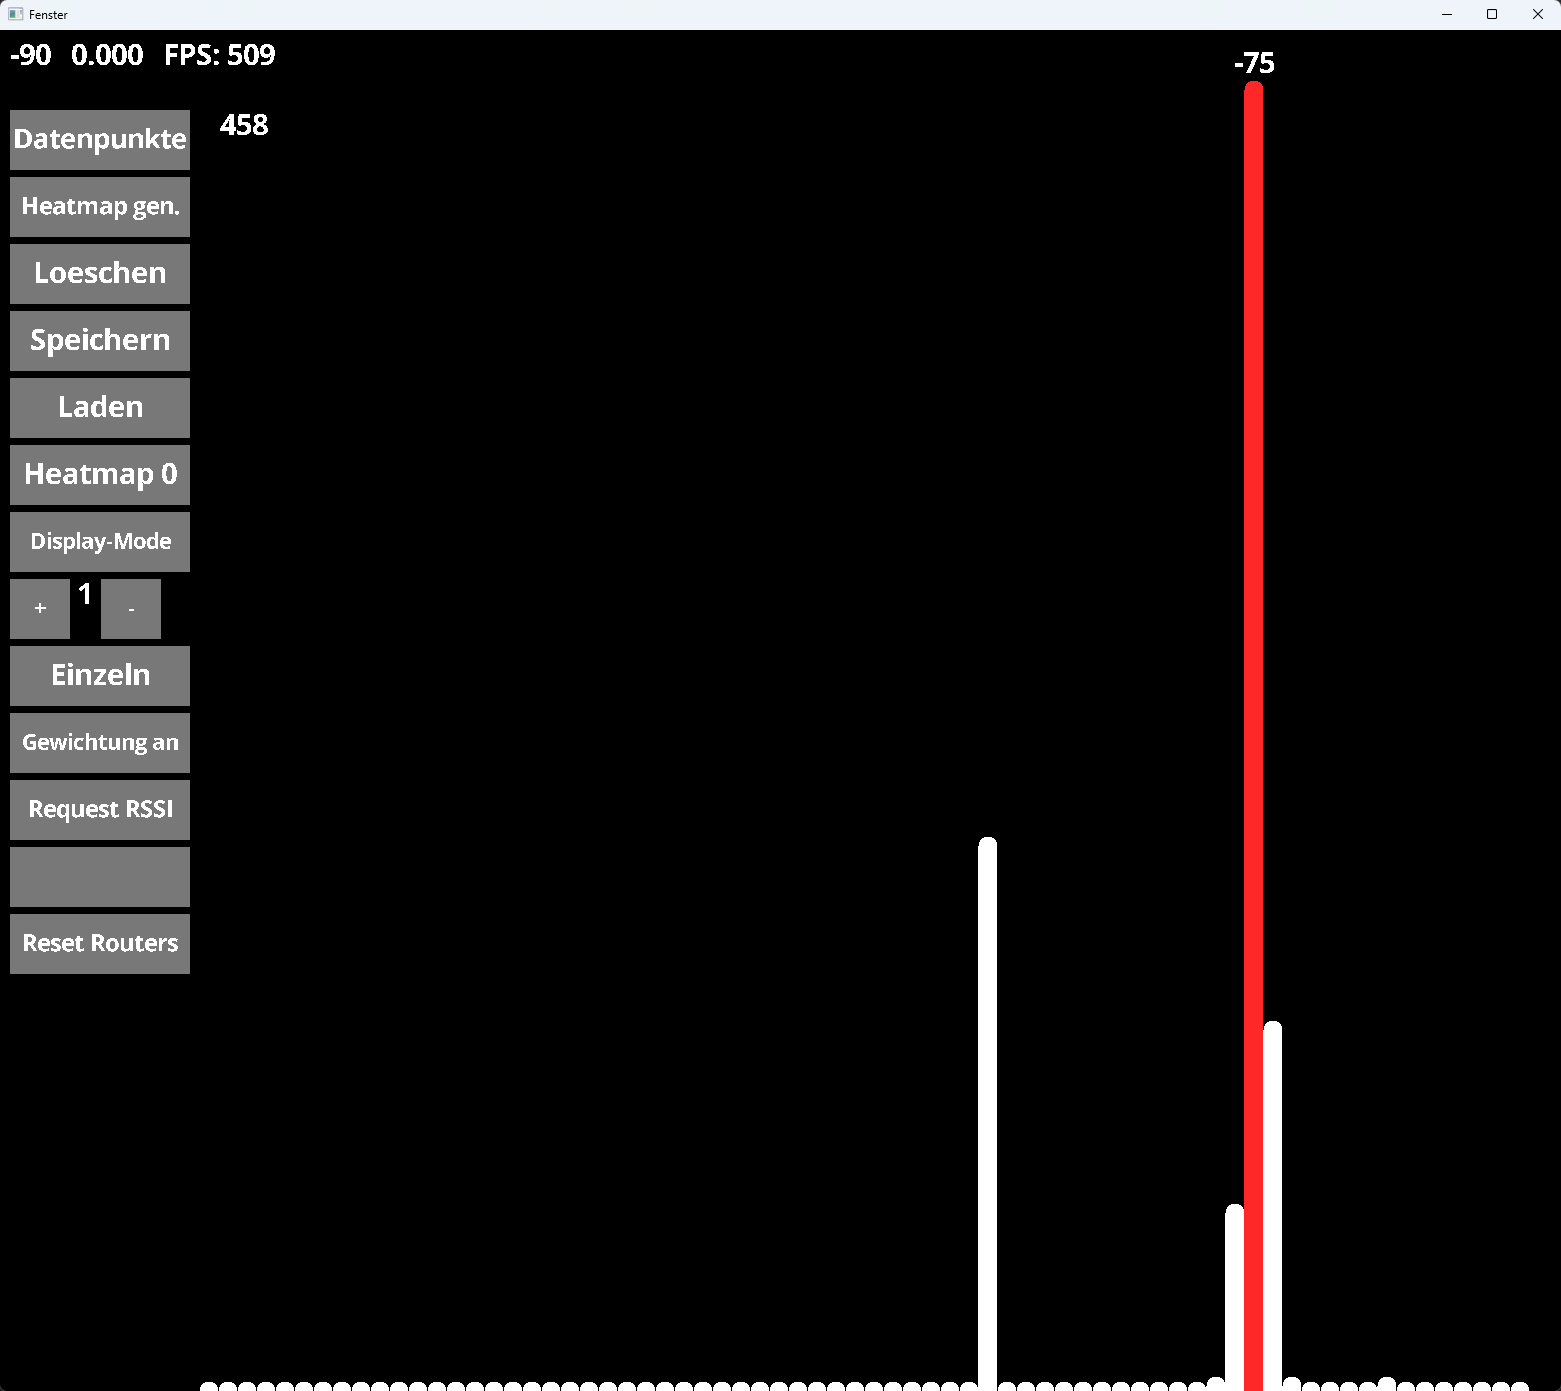 Fenster
-90 0.000 FPS: 509
-75
Datenpunkte
458
Heatmap gen.
Loeschen
Speichern
Laden
Heatmap 0
Display-Mode
+ 1 -
Einzeln
Gewichtung an
Request RSSI
Reset Routers